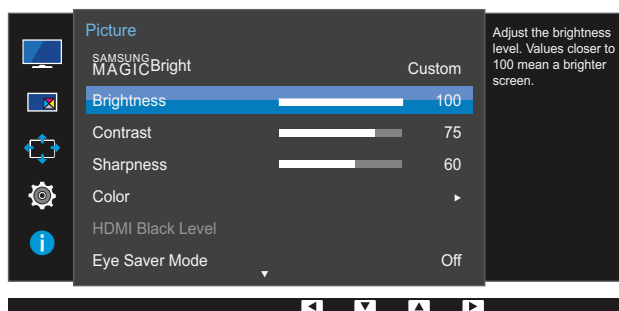 Picture
SAMSUNG
MAGICBright Custom
Brightness 100
Contrast 75
Sharpness 60
Color
HDMI Black Level
Eye Saver Mode Off
Adjust the brightness
level. Values closer to
100 mean a brighter
screen.